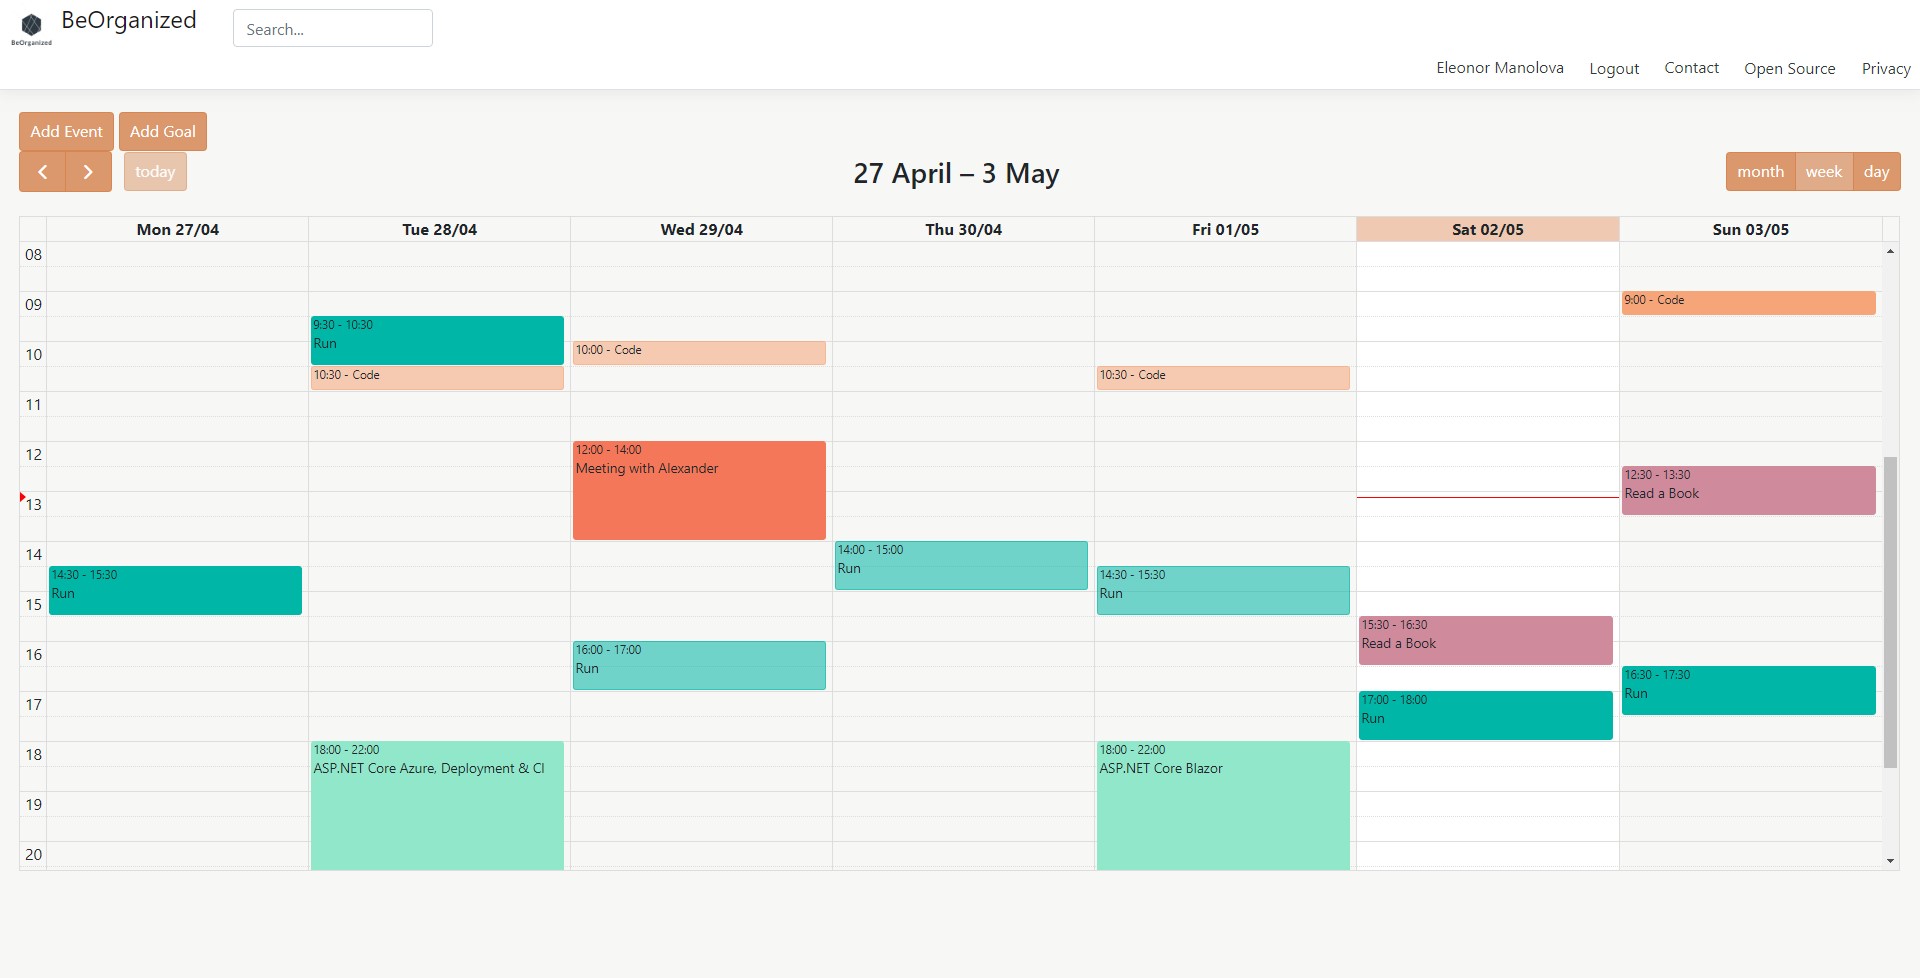 BeOrganized
BeOrganized
Search...
Eleonor Manolova
Logout
Contact
Open Source
Privacy
Add Event
Add Goal
today
27 April – 3 May
month
week
day
Mon 27/04
Tue 28/04
Wed 29/04
Thu 30/04
Fri 01/05
Sat 02/05
Sun 03/05
08
09
10
11
12
13
14
15
16
17
18
19
20
14:30 - 15:30
Run
9:30 - 10:30
Run
10:30 - Code
18:00 - 22:00
ASP.NET Core Azure, Deployment & CI
10:00 - Code
12:00 - 14:00
Meeting with Alexander
16:00 - 17:00
Run
14:00 - 15:00
Run
10:30 - Code
14:30 - 15:30
Run
18:00 - 22:00
ASP.NET Core Blazor
15:30 - 16:30
Read a Book
17:00 - 18:00
Run
9:00 - Code
12:30 - 13:30
Read a Book
16:30 - 17:30
Run